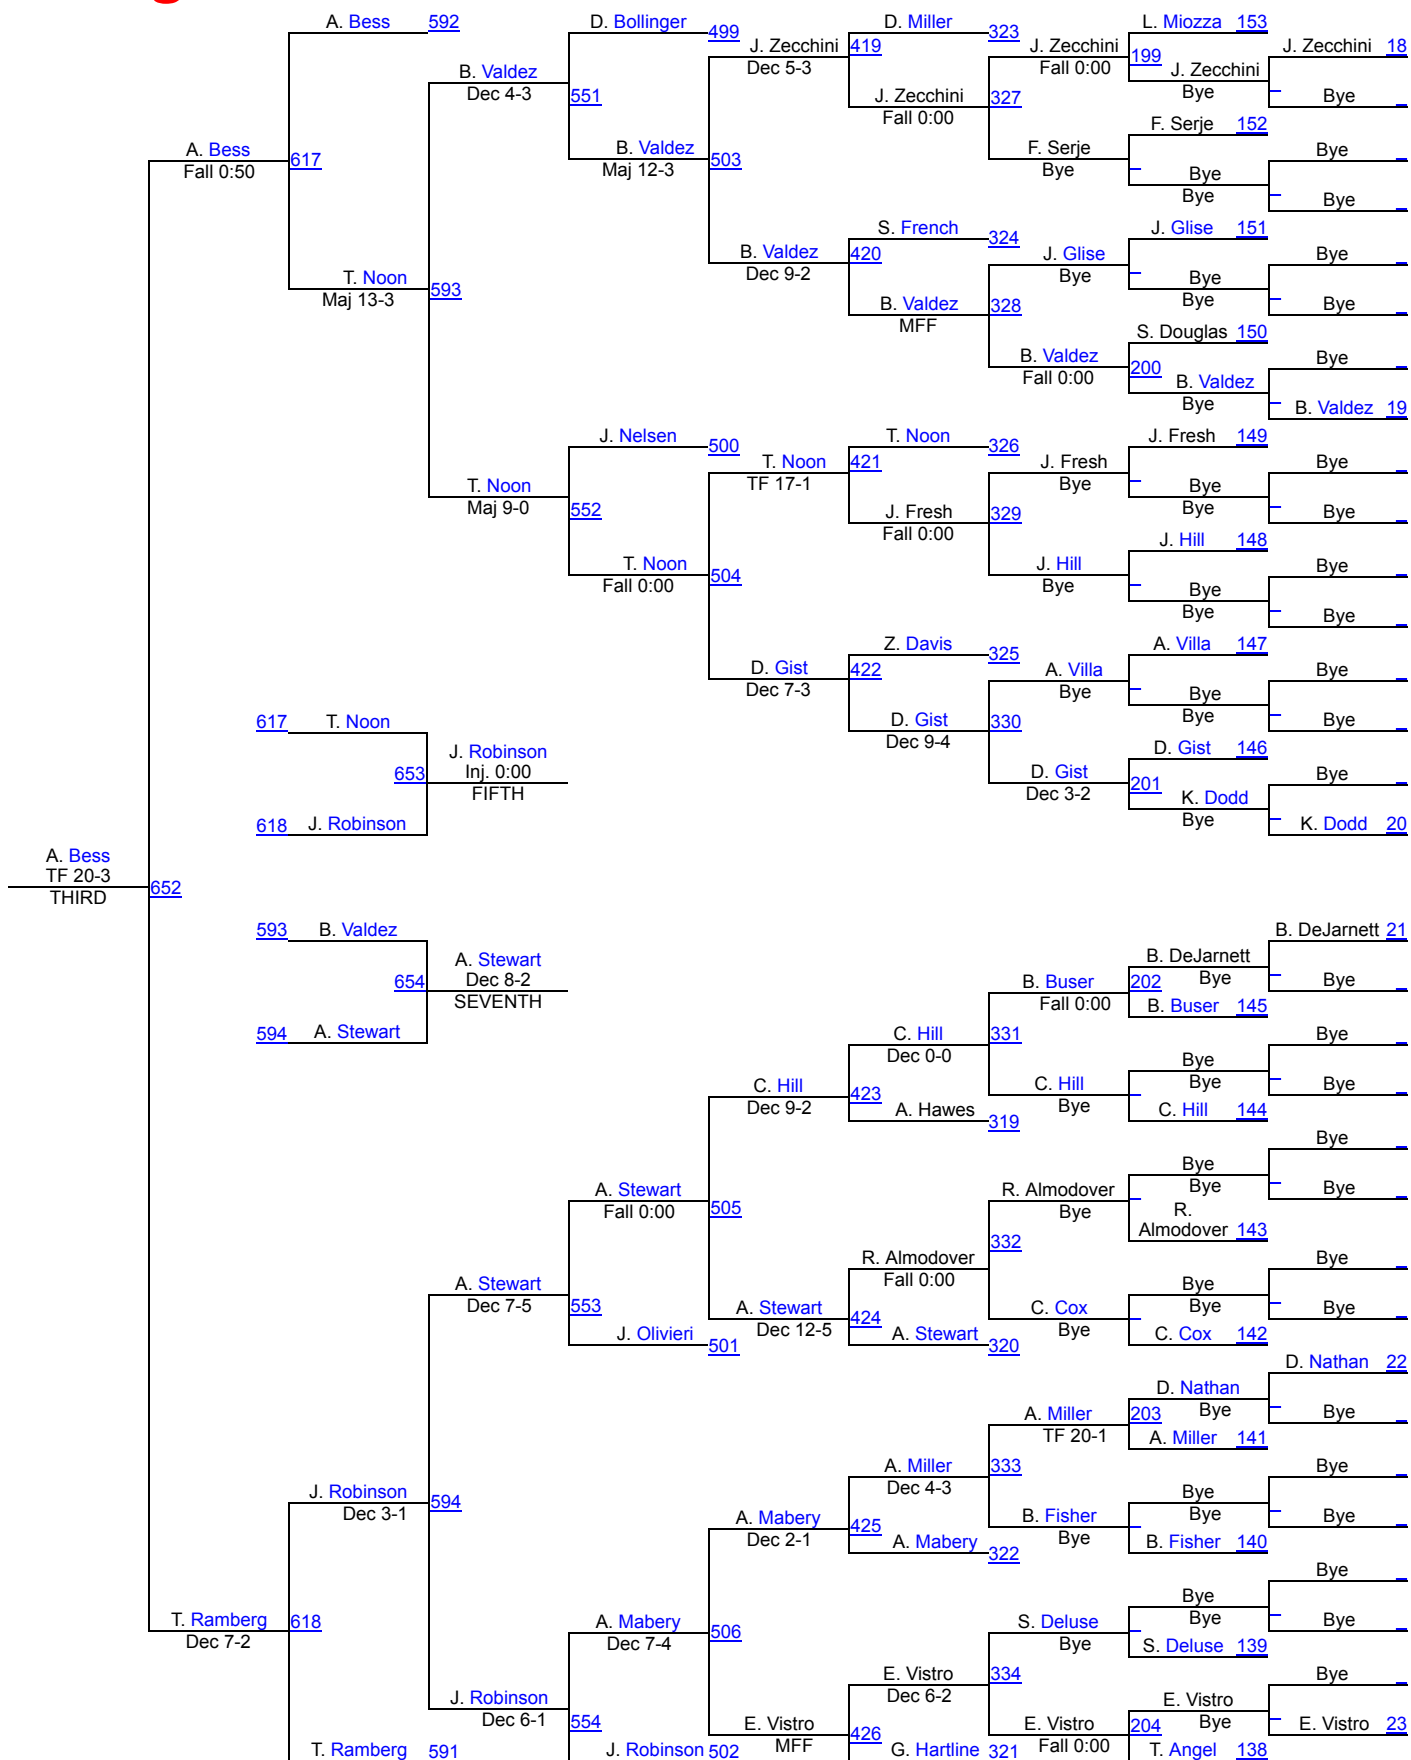 A. Bess 592 D. Bollinger D. Miller L. Miozza 153
499 J. Zecchini 419 323 J. Zecchini J. Zecchini 18
B. Valdez Dec 5-3 Fall 0:00 199 J. Zecchini
Dec 4-3 551 J. Zecchini 327 Bye Bye
Fall 0:00 F. Serje 152
A. Bess 617 B. Valdez 503 F. Serje Bye
Fall 0:50 Maj 12-3 Bye Bye
Bye Bye
S. French 324 J. Glise 151
T. Noon 593 B. Valdez 420 J. Glise Bye
Maj 13-3 Dec 9-2 Bye Bye
B. Valdez 328 Bye Bye
MFF S. Douglas 150
B. Valdez 200 Bye
Fall 0:00 B. Valdez
Bye B. Valdez 19
J. Nelsen 500 T. Noon 326 J. Fresh 149
T. Noon 421 J. Fresh Bye
T. Noon TF 17-1 Bye Bye
Maj 9-0 552 J. Fresh 329 Bye Bye
Fall 0:00 J. Hill 148
T. Noon 504 J. Hill Bye
Fall 0:00 Bye Bye
Bye Bye
Z. Davis 325 A. Villa 147
D. Gist 422 A. Villa Bye
Dec 7-3 Bye Bye
617 T. Noon D. Gist 330 Bye Bye
J. Robinson Dec 9-4 D. Gist 146
653 Inj. 0:00 D. Gist 201 Bye
FIFTH Dec 3-2 K. Dodd
618 J. Robinson Bye K. Dodd 20
A. Bess
TF 20-3
THIRD 652
593 B. Valdez B. DeJarnett 21
A. Stewart B. DeJarnett
654 Dec 8-2 B. Buser 202 Bye Bye
SEVENTH Fall 0:00 B. Buser 145
594 A. Stewart C. Hill 331 Bye
Dec 0-0 Bye
C. Hill 423 C. Hill Bye Bye
Dec 9-2 A. Hawes 319 Bye C. Hill 144
Bye
Bye
A. Stewart 505 R. Almodover Bye Bye
Fall 0:00 Bye R.
332 Almodover 143
R. Almodover Bye
A. Stewart Fall 0:00 Bye
Dec 7-5 553 A. Stewart 424 C. Cox Bye Bye
J. Olivieri 501 Dec 12-5 A. Stewart 320 Bye C. Cox 142
D. Nathan 22
D. Nathan
A. Miller 203 Bye Bye
TF 20-1 A. Miller 141
A. Miller 333 Bye
J. Robinson 594 Dec 4-3 Bye
Dec 3-1 A. Mabery 425 B. Fisher Bye Bye
Dec 2-1 A. Mabery 322 Bye B. Fisher 140
Bye
Bye
T. Ramberg 618 A. Mabery 506 S. Deluse Bye Bye
Dec 7-2 Dec 7-4 Bye S. Deluse 139
E. Vistro 334 Bye
J. Robinson Dec 6-2 E. Vistro
Dec 6-1 554 E. Vistro 426 E. Vistro 204 Bye E. Vistro 23
T. Ramberg 591 J. Robinson 502 MFF G. Hartline 321 Fall 0:00 T. Angel 138